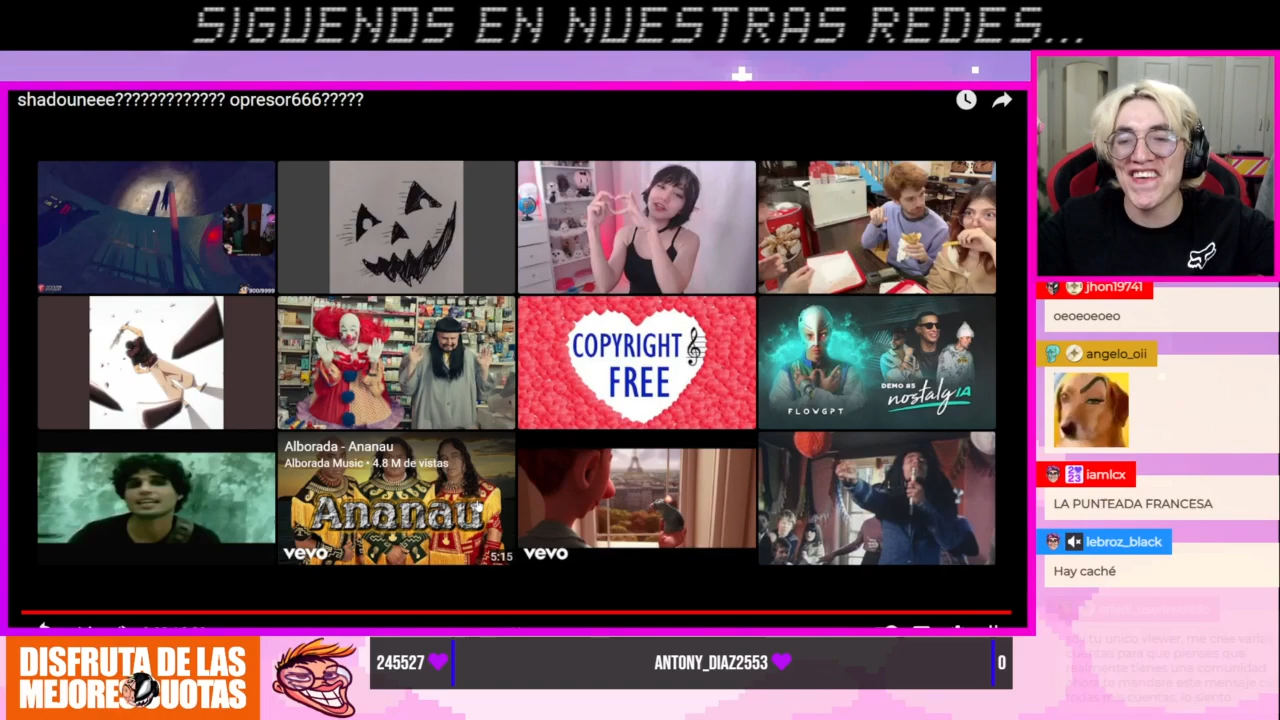 SIGUENOS EN NUESTRAS REDES...
shadouneee????????????? opresor666?????
COPYRIGHT
FREE
FLOWGPT
DEMO #5
nostalgIA
Alborada - Ananau
Alborada Music • 4.8 M de vistas
Ananau
vevo
5:15
vevo
jhon19741
oeoeoeoeo
angelo_oii
iamlcx
LA PUNTEADA FRANCESA
lebroz_black
Hay caché
DISFRUTA DE LAS
245527
ANTONY_DIAZ2553
0